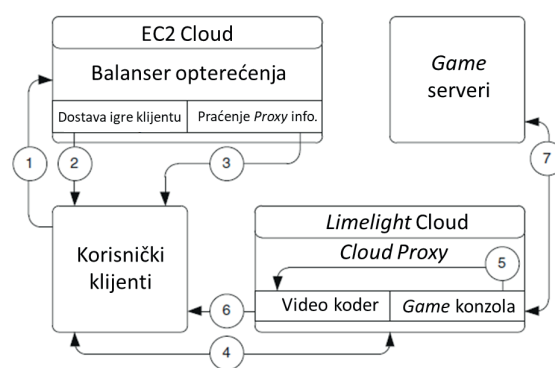 EC2 Cloud
Balanser opterećenja
Dostava igre klijentu
Praćenje Proxy info.
Game
serveri
1
2
3
7
Korisnički
klijenti
Limelight Cloud
Cloud Proxy
5
Video koder
Game konzola
6
4